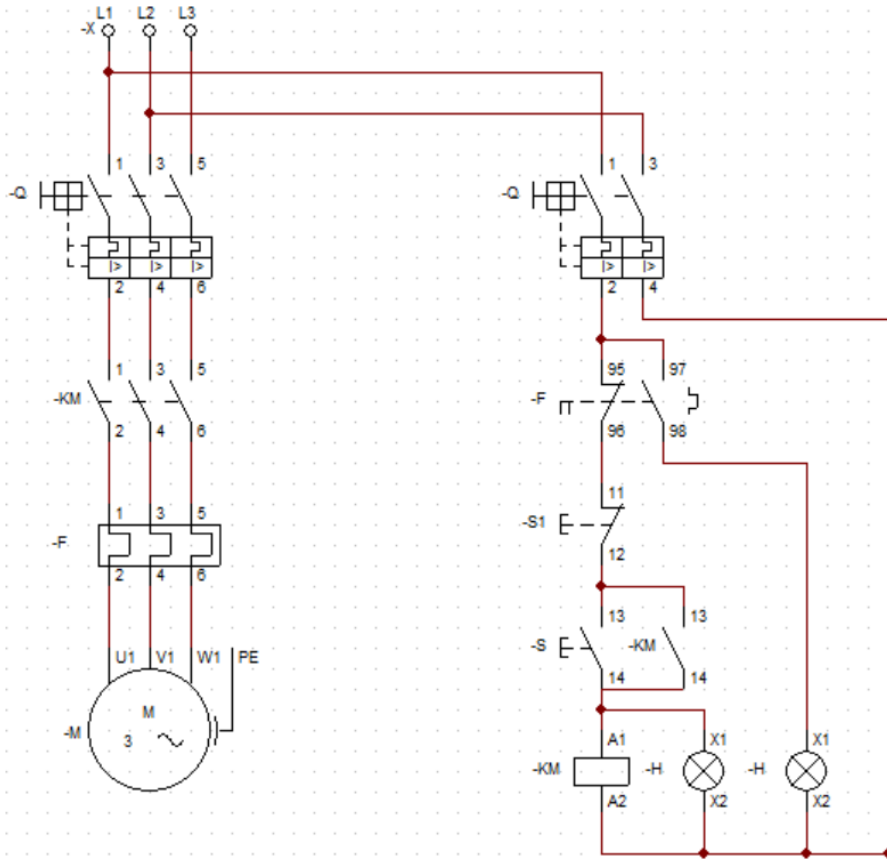 L1 L2 L3
-X
1 3 5 1 3
-Q -Q
I> I> I> I> I>
2 4 6 2 4
1 3 5 95 97
-KM -F
2 4 6 96 98
11
1 3 5 -S1
-F 12
2 4 6
13 13
-S -KM
U1 V1 W1 PE 14 14
M
-M 3 A1 X1 X1
-KM -H -H
A2 X2 X2